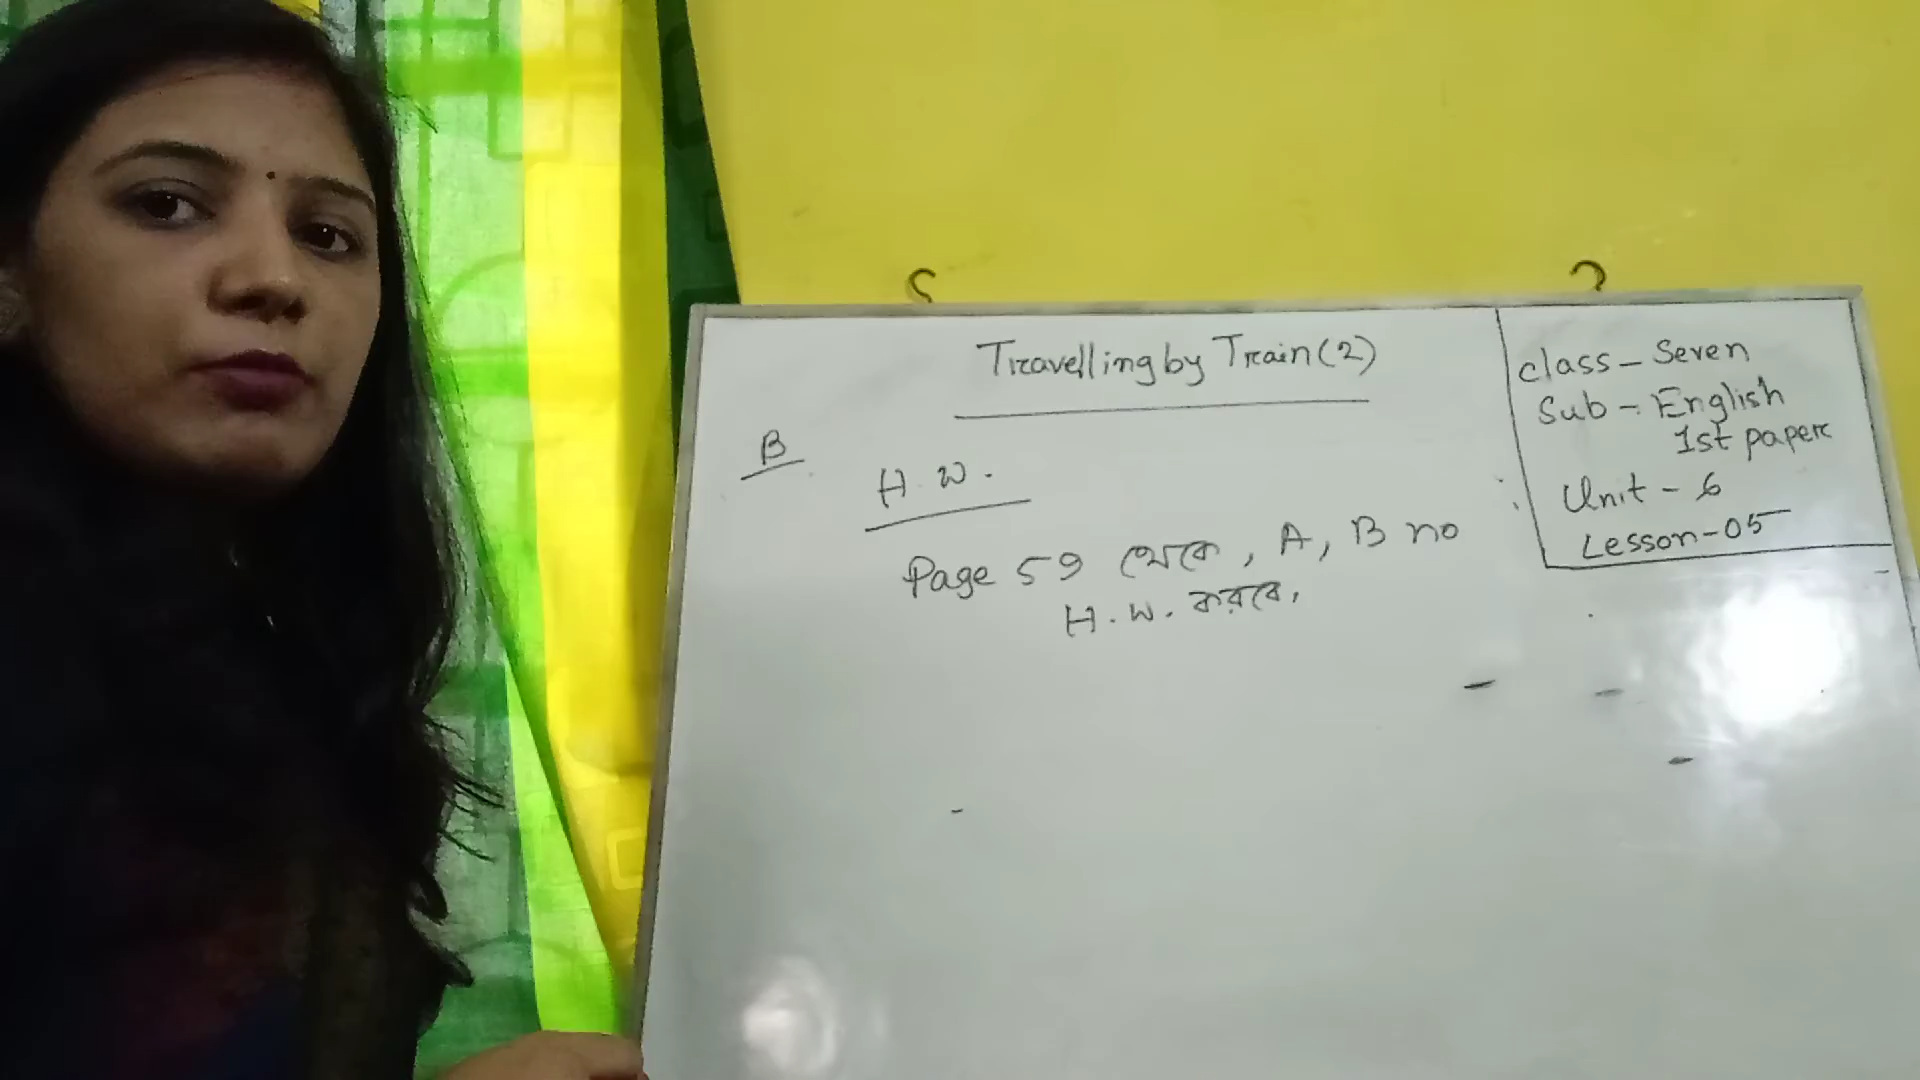 Travelling by Train (2)
B
H.W.
Page 59 থেকে, A, B no
H.W. করবে,
class - Seven
Sub - English
1st paper
Unit - 6
Lesson - 05